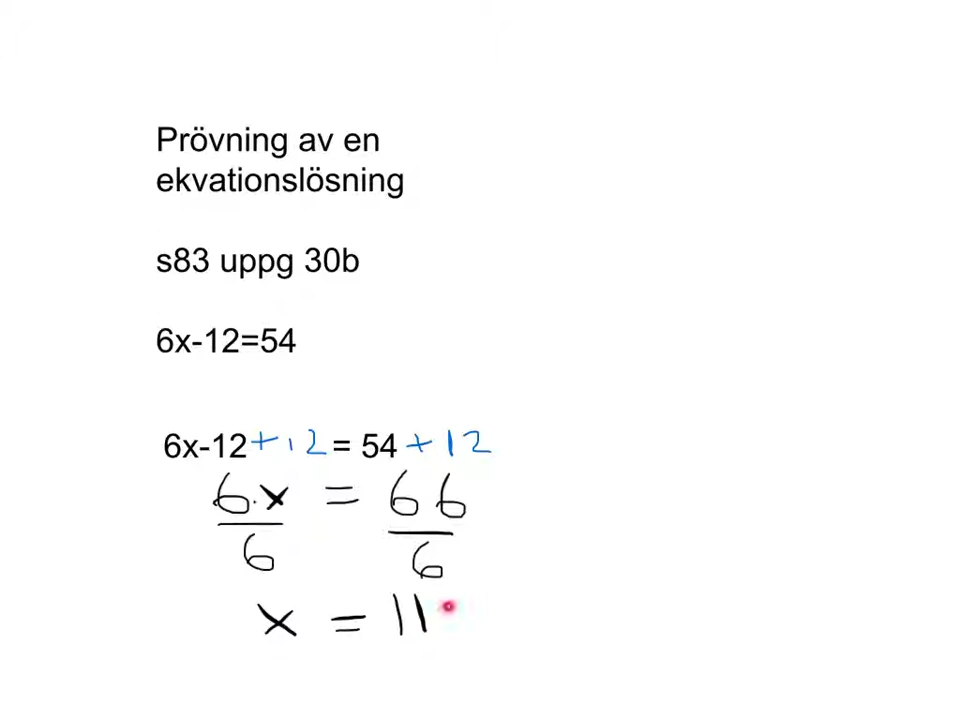 Prövning av en
ekvationslösning
s83 uppg 30b
6x-12=54
6x-12+12= 54+12
6·x = 66
6 6
x = 11